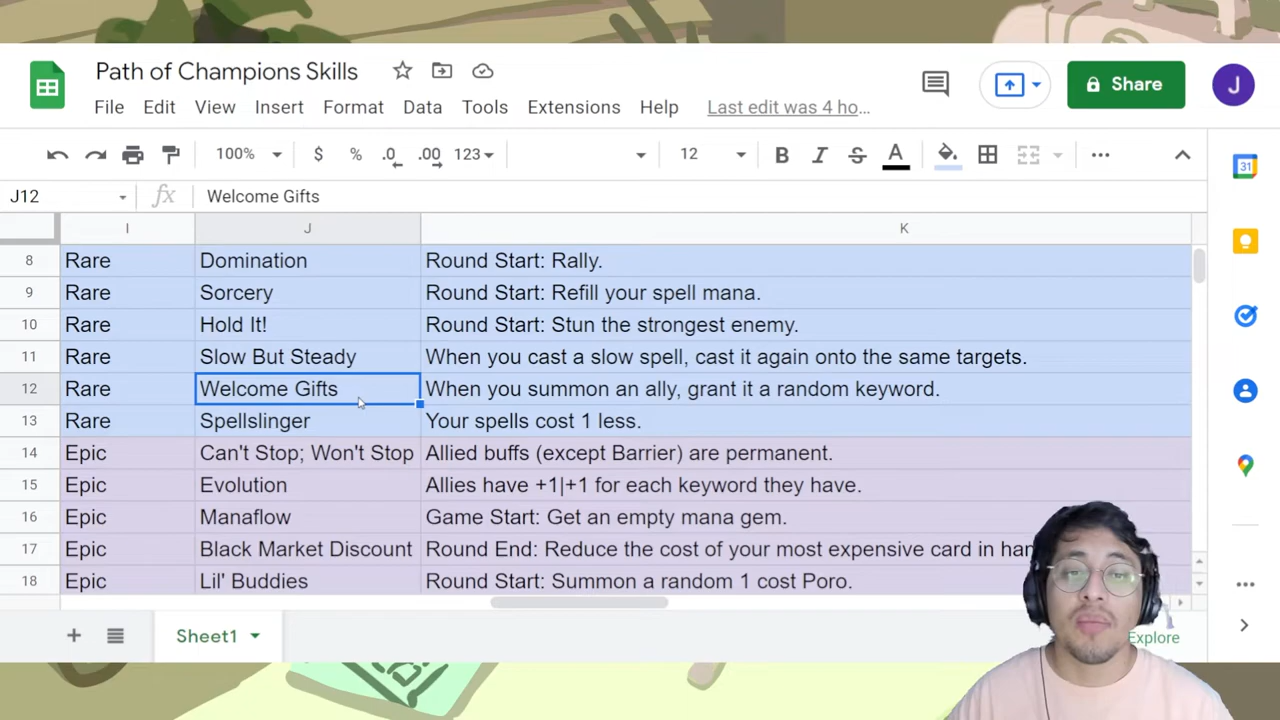 Path of Champions Skills
File Edit View Insert Format Data Tools Extensions Help Last edit was 4 ho...
Share
J
100% $ % .0 .00 123 12 B I S A ...
31
J12 fx Welcome Gifts
I J K
8 Rare Domination Round Start: Rally.
9 Rare Sorcery Round Start: Refill your spell mana.
10 Rare Hold It! Round Start: Stun the strongest enemy.
11 Rare Slow But Steady When you cast a slow spell, cast it again onto the same targets.
12 Rare Welcome Gifts When you summon an ally, grant it a random keyword.
13 Rare Spellslinger Your spells cost 1 less.
14 Epic Can't Stop; Won't Stop Allied buffs (except Barrier) are permanent.
15 Epic Evolution Allies have +1|+1 for each keyword they have.
16 Epic Manaflow Game Start: Get an empty mana gem.
17 Epic Black Market Discount Round End: Reduce the cost of your most expensive card in
18 Epic Lil' Buddies Round Start: Summon a random 1 cost Poro.
Sheet1
Explore